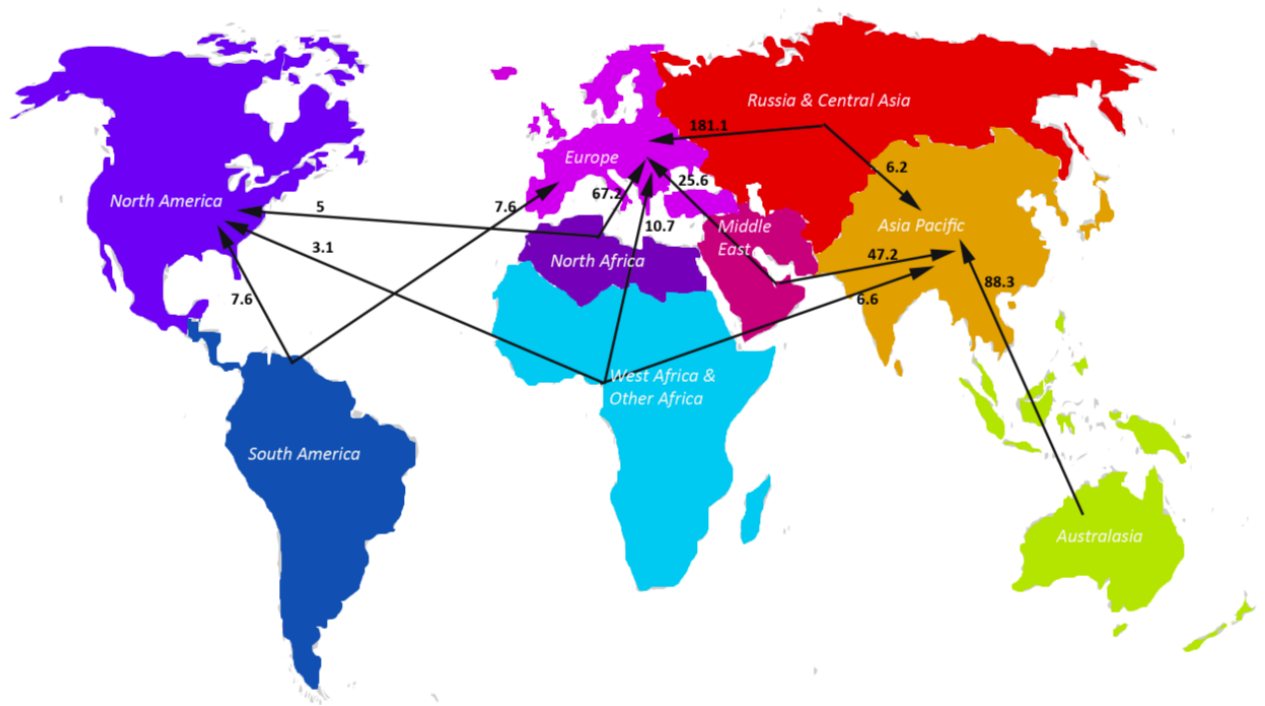 Russia & Central Asia
181.1
Europe
6.2
25.6
67.2
North America
5
7.6
10.7
Middle
East
Asia Pacific
3.1
North Africa
47.2
88.3
7.6
6.6
West Africa &
Other Africa
South America
Australasia